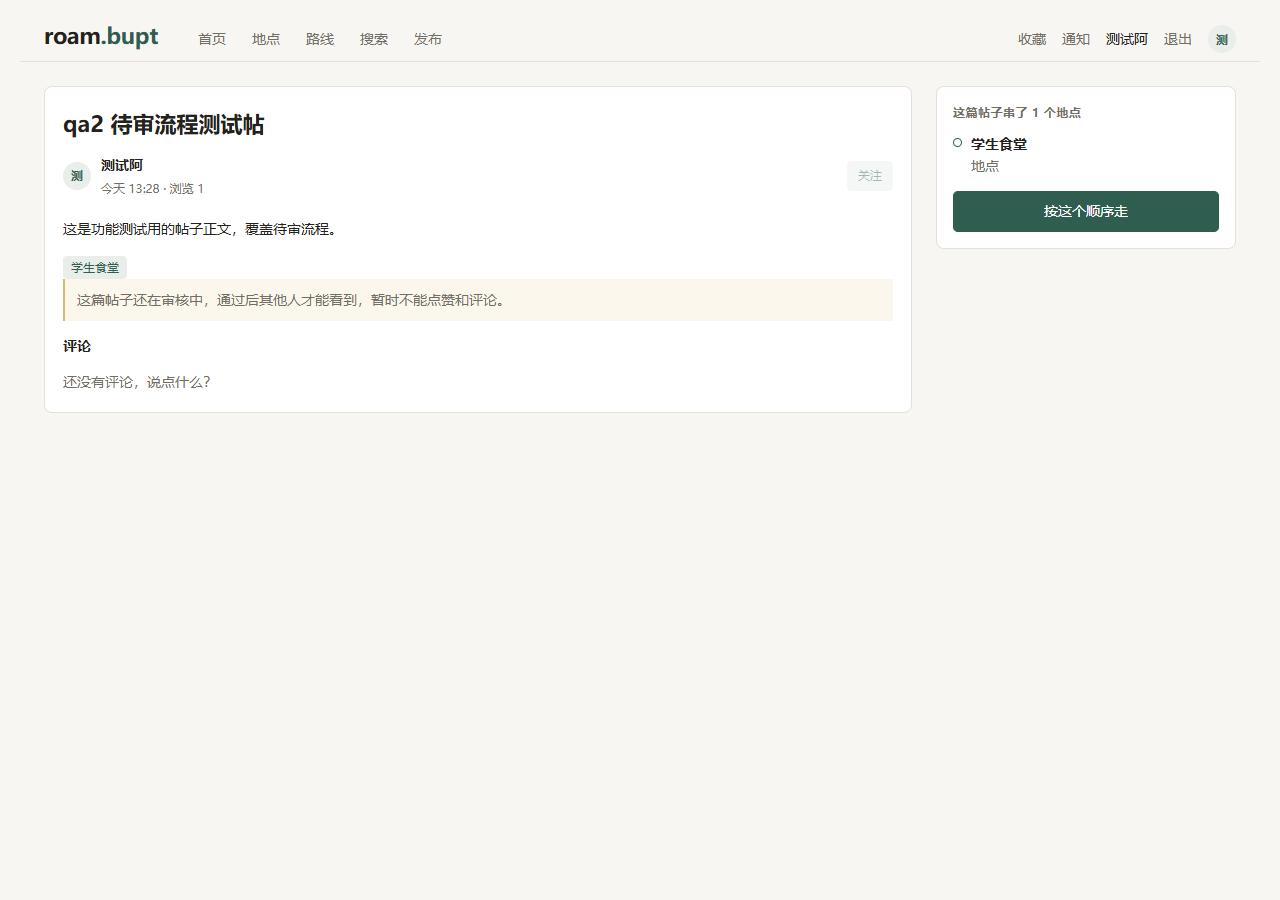 roam.bupt 首页 地点 路线 搜索 发布 收藏 通知 测试阿 退出 测
qa2 待审流程测试帖
测 测试阿
今天 13:28 · 浏览 1
关注
这是功能测试用的帖子正文，覆盖待审流程。
学生食堂
这篇帖子还在审核中，通过后其他人才能看到，暂时不能点赞和评论。
评论
还没有评论，说点什么？
这篇帖子串了 1 个地点
学生食堂
地点
按这个顺序走